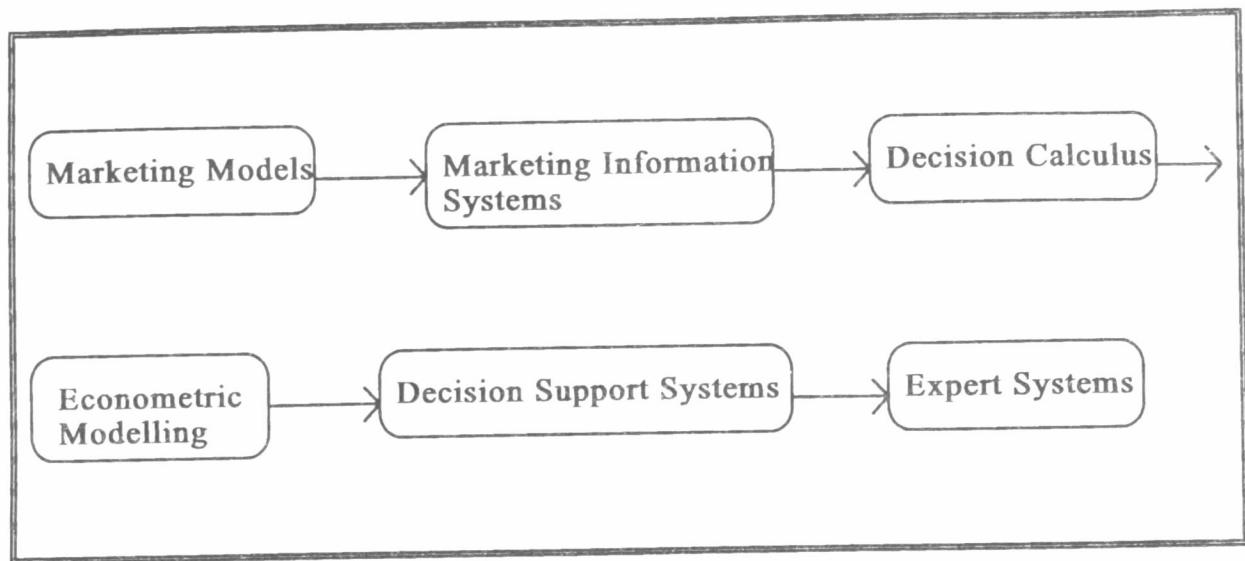 Marketing Models
Marketing Information
Systems
Decision Calculus
Econometric
Modelling
Decision Support Systems
Expert Systems